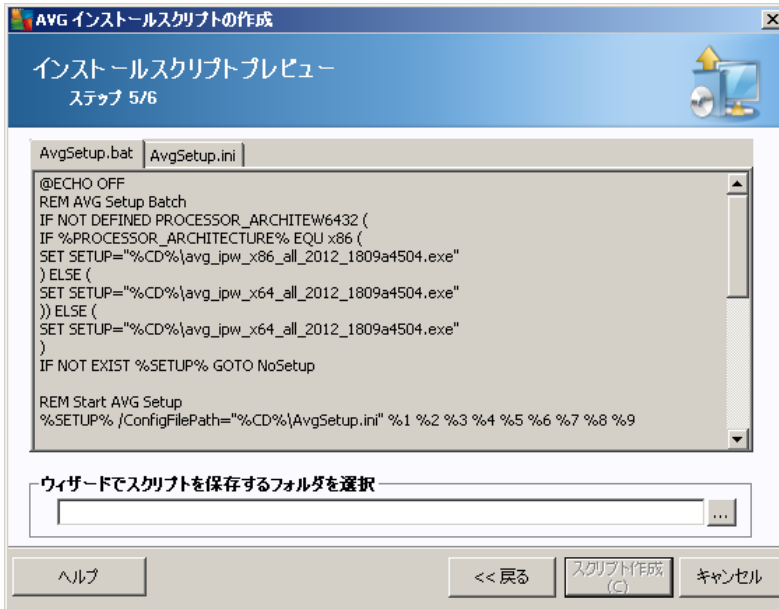 AVG インストールスクリプトの作成
インストールスクリプトプレビュー
ステップ 5/6
AvgSetup.bat AvgSetup.ini
@ECHO OFF
REM AVG Setup Batch
IF NOT DEFINED PROCESSOR_ARCHITEW6432 (
IF %PROCESSOR_ARCHITECTURE% EQU x86 (
SET SETUP="%CD%\avg_ipw_x86_all_2012_1809a4504.exe"
) ELSE (
SET SETUP="%CD%\avg_ipw_x64_all_2012_1809a4504.exe"
)) ELSE (
SET SETUP="%CD%\avg_ipw_x64_all_2012_1809a4504.exe"
)
IF NOT EXIST %SETUP% GOTO NoSetup
REM Start AVG Setup
%SETUP% /ConfigFilePath="%CD%\AvgSetup.ini" %1 %2 %3 %4 %5 %6 %7 %8 %9
ウィザードでスクリプトを保存するフォルダを選択
...
ヘルプ << 戻る スクリプト作成 キャンセル
(C)